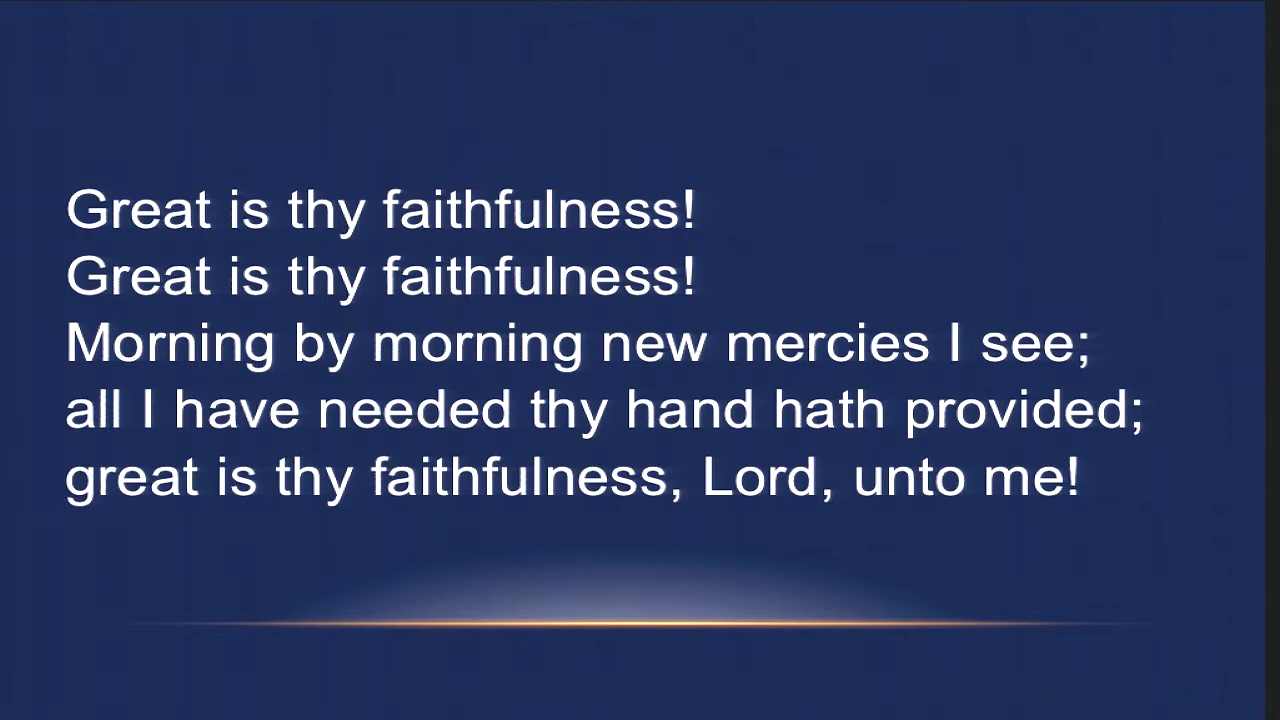 Great is thy faithfulness!
Great is thy faithfulness!
Morning by morning new mercies I see;
all I have needed thy hand hath provided;
great is thy faithfulness, Lord, unto me!